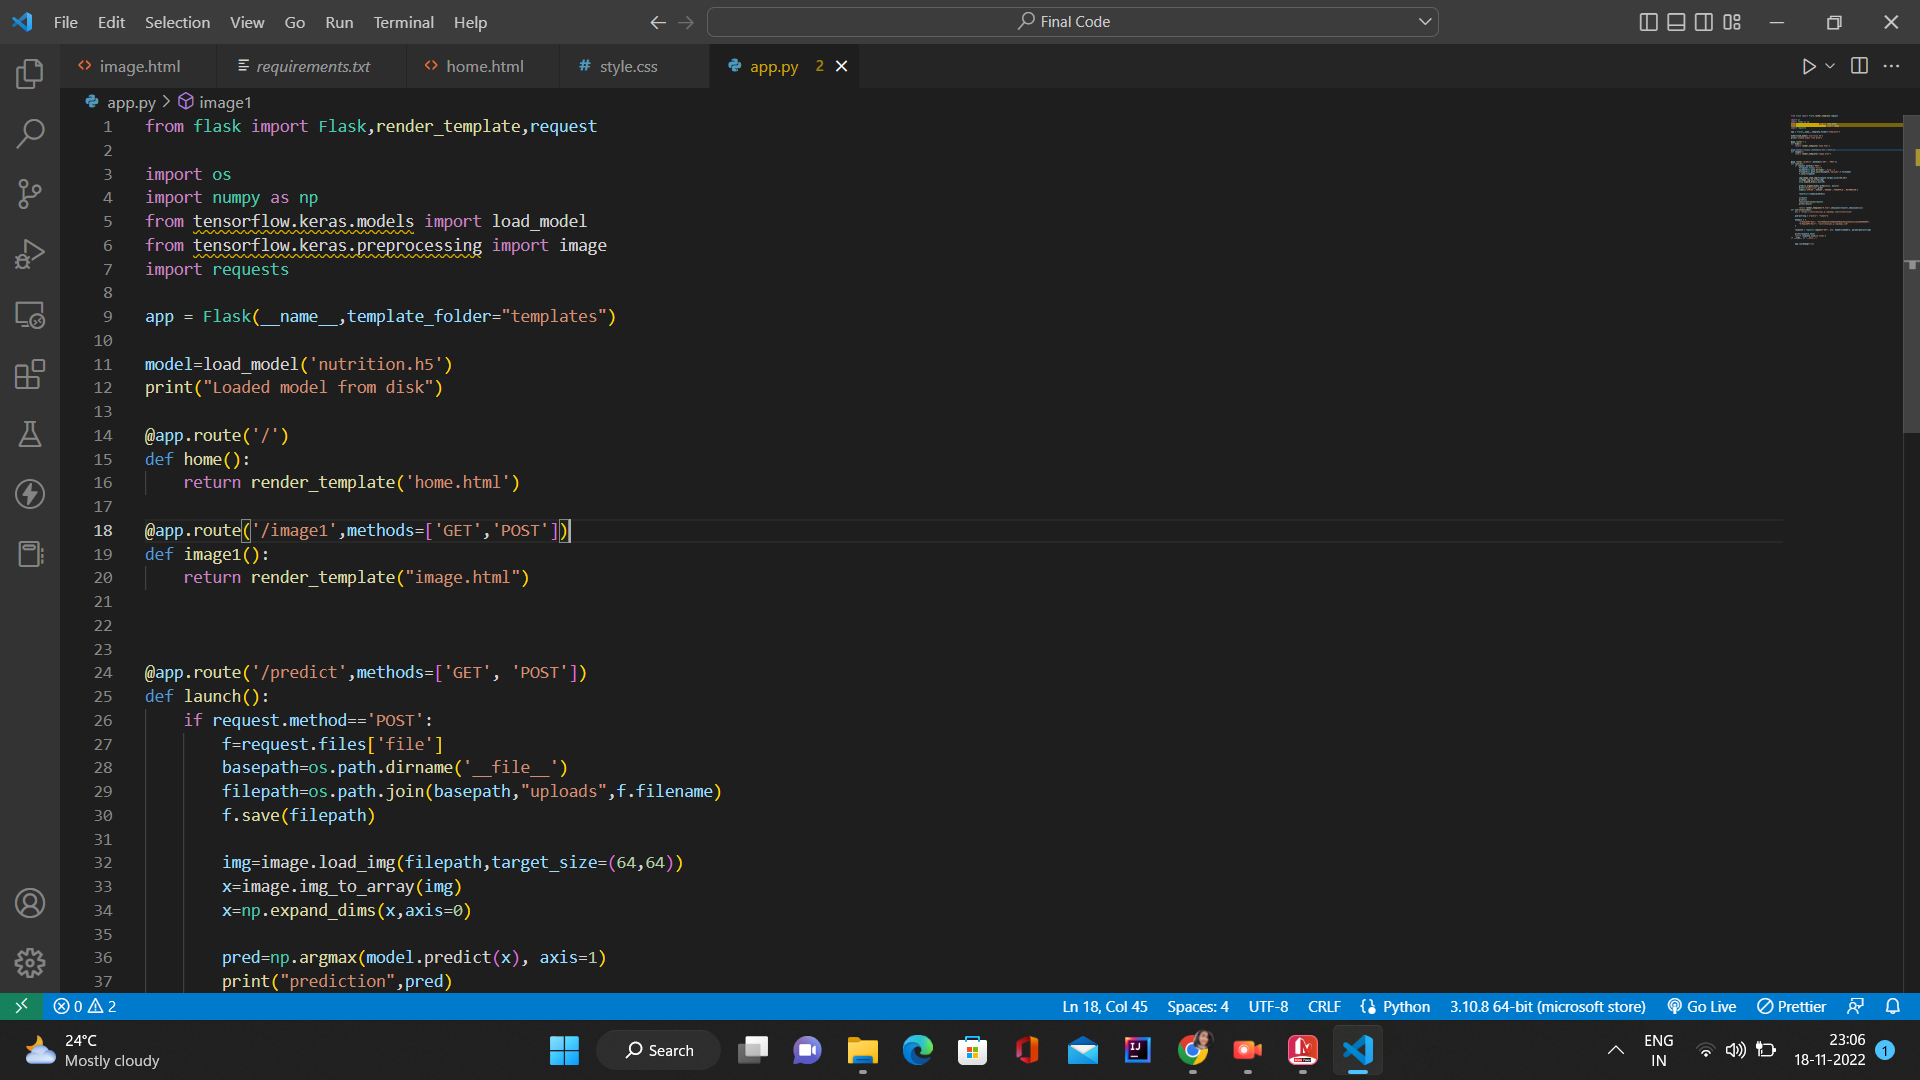 File Edit Selection View Go Run Terminal Help
Final Code
image.html requirements.txt home.html style.css app.py 2
app.py > image1
1 from flask import Flask,render_template,request
2
3 import os
4 import numpy as np
5 from tensorflow.keras.models import load_model
6 from tensorflow.keras.preprocessing import image
7 import requests
8
9 app = Flask(__name__,template_folder="templates")
10
11 model=load_model('nutrition.h5')
12 print("Loaded model from disk")
13
14 @app.route('/')
15 def home():
16 return render_template('home.html')
17
18 @app.route('/image1',methods=['GET','POST'])
19 def image1():
20 return render_template("image.html")
21
22
23
24 @app.route('/predict',methods=['GET', 'POST'])
25 def launch():
26 if request.method=='POST':
27 f=request.files['file']
28 basepath=os.path.dirname('__file__')
29 filepath=os.path.join(basepath,"uploads",f.filename)
30 f.save(filepath)
31
32 img=image.load_img(filepath,target_size=(64,64))
33 x=image.img_to_array(img)
34 x=np.expand_dims(x,axis=0)
35
36 pred=np.argmax(model.predict(x), axis=1)
37 print("prediction",pred)
0 2 Ln 18, Col 45 Spaces: 4 UTF-8 CRLF Python 3.10.8 64-bit (microsoft store) Go Live Prettier
24°C
Mostly cloudy
Search
ENG
IN
23:06
18-11-2022
1